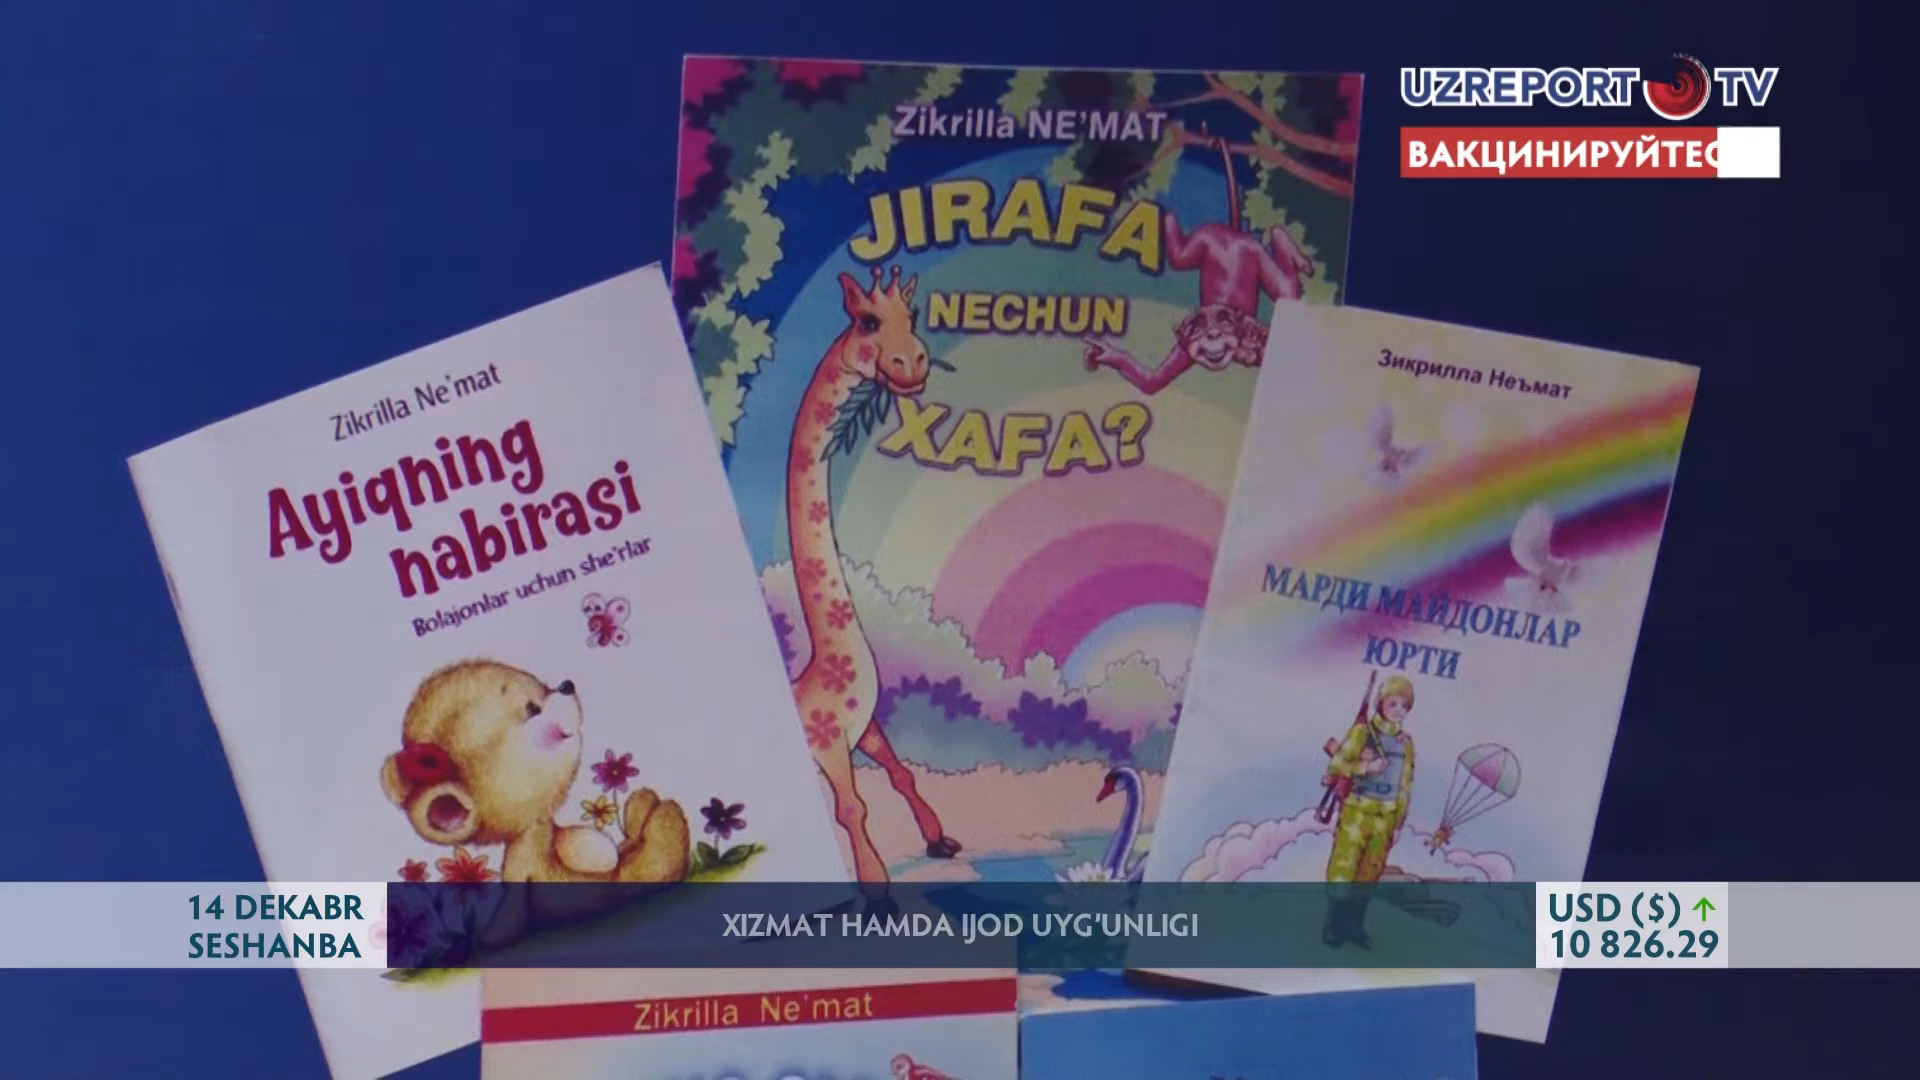 UZREPORT TV
ВАКЦИНИРУЙТЕС
Zikrilla NE'MAT
JIRAFA
NECHUN
XAFA?
Zikrilla Ne'mat
Ayiqning
nabirasi
Bolajonlar uchun she'rlar
Зикрилла Неъмат
МАРДИ МАЙДОНЛАР
ЮРТИ
14 DEKABR
SESHANBA
XIZMAT HAMDA IJOD UYG'UNLIGI
USD ($) ↑
10 826.29
Zikrilla Ne'mat